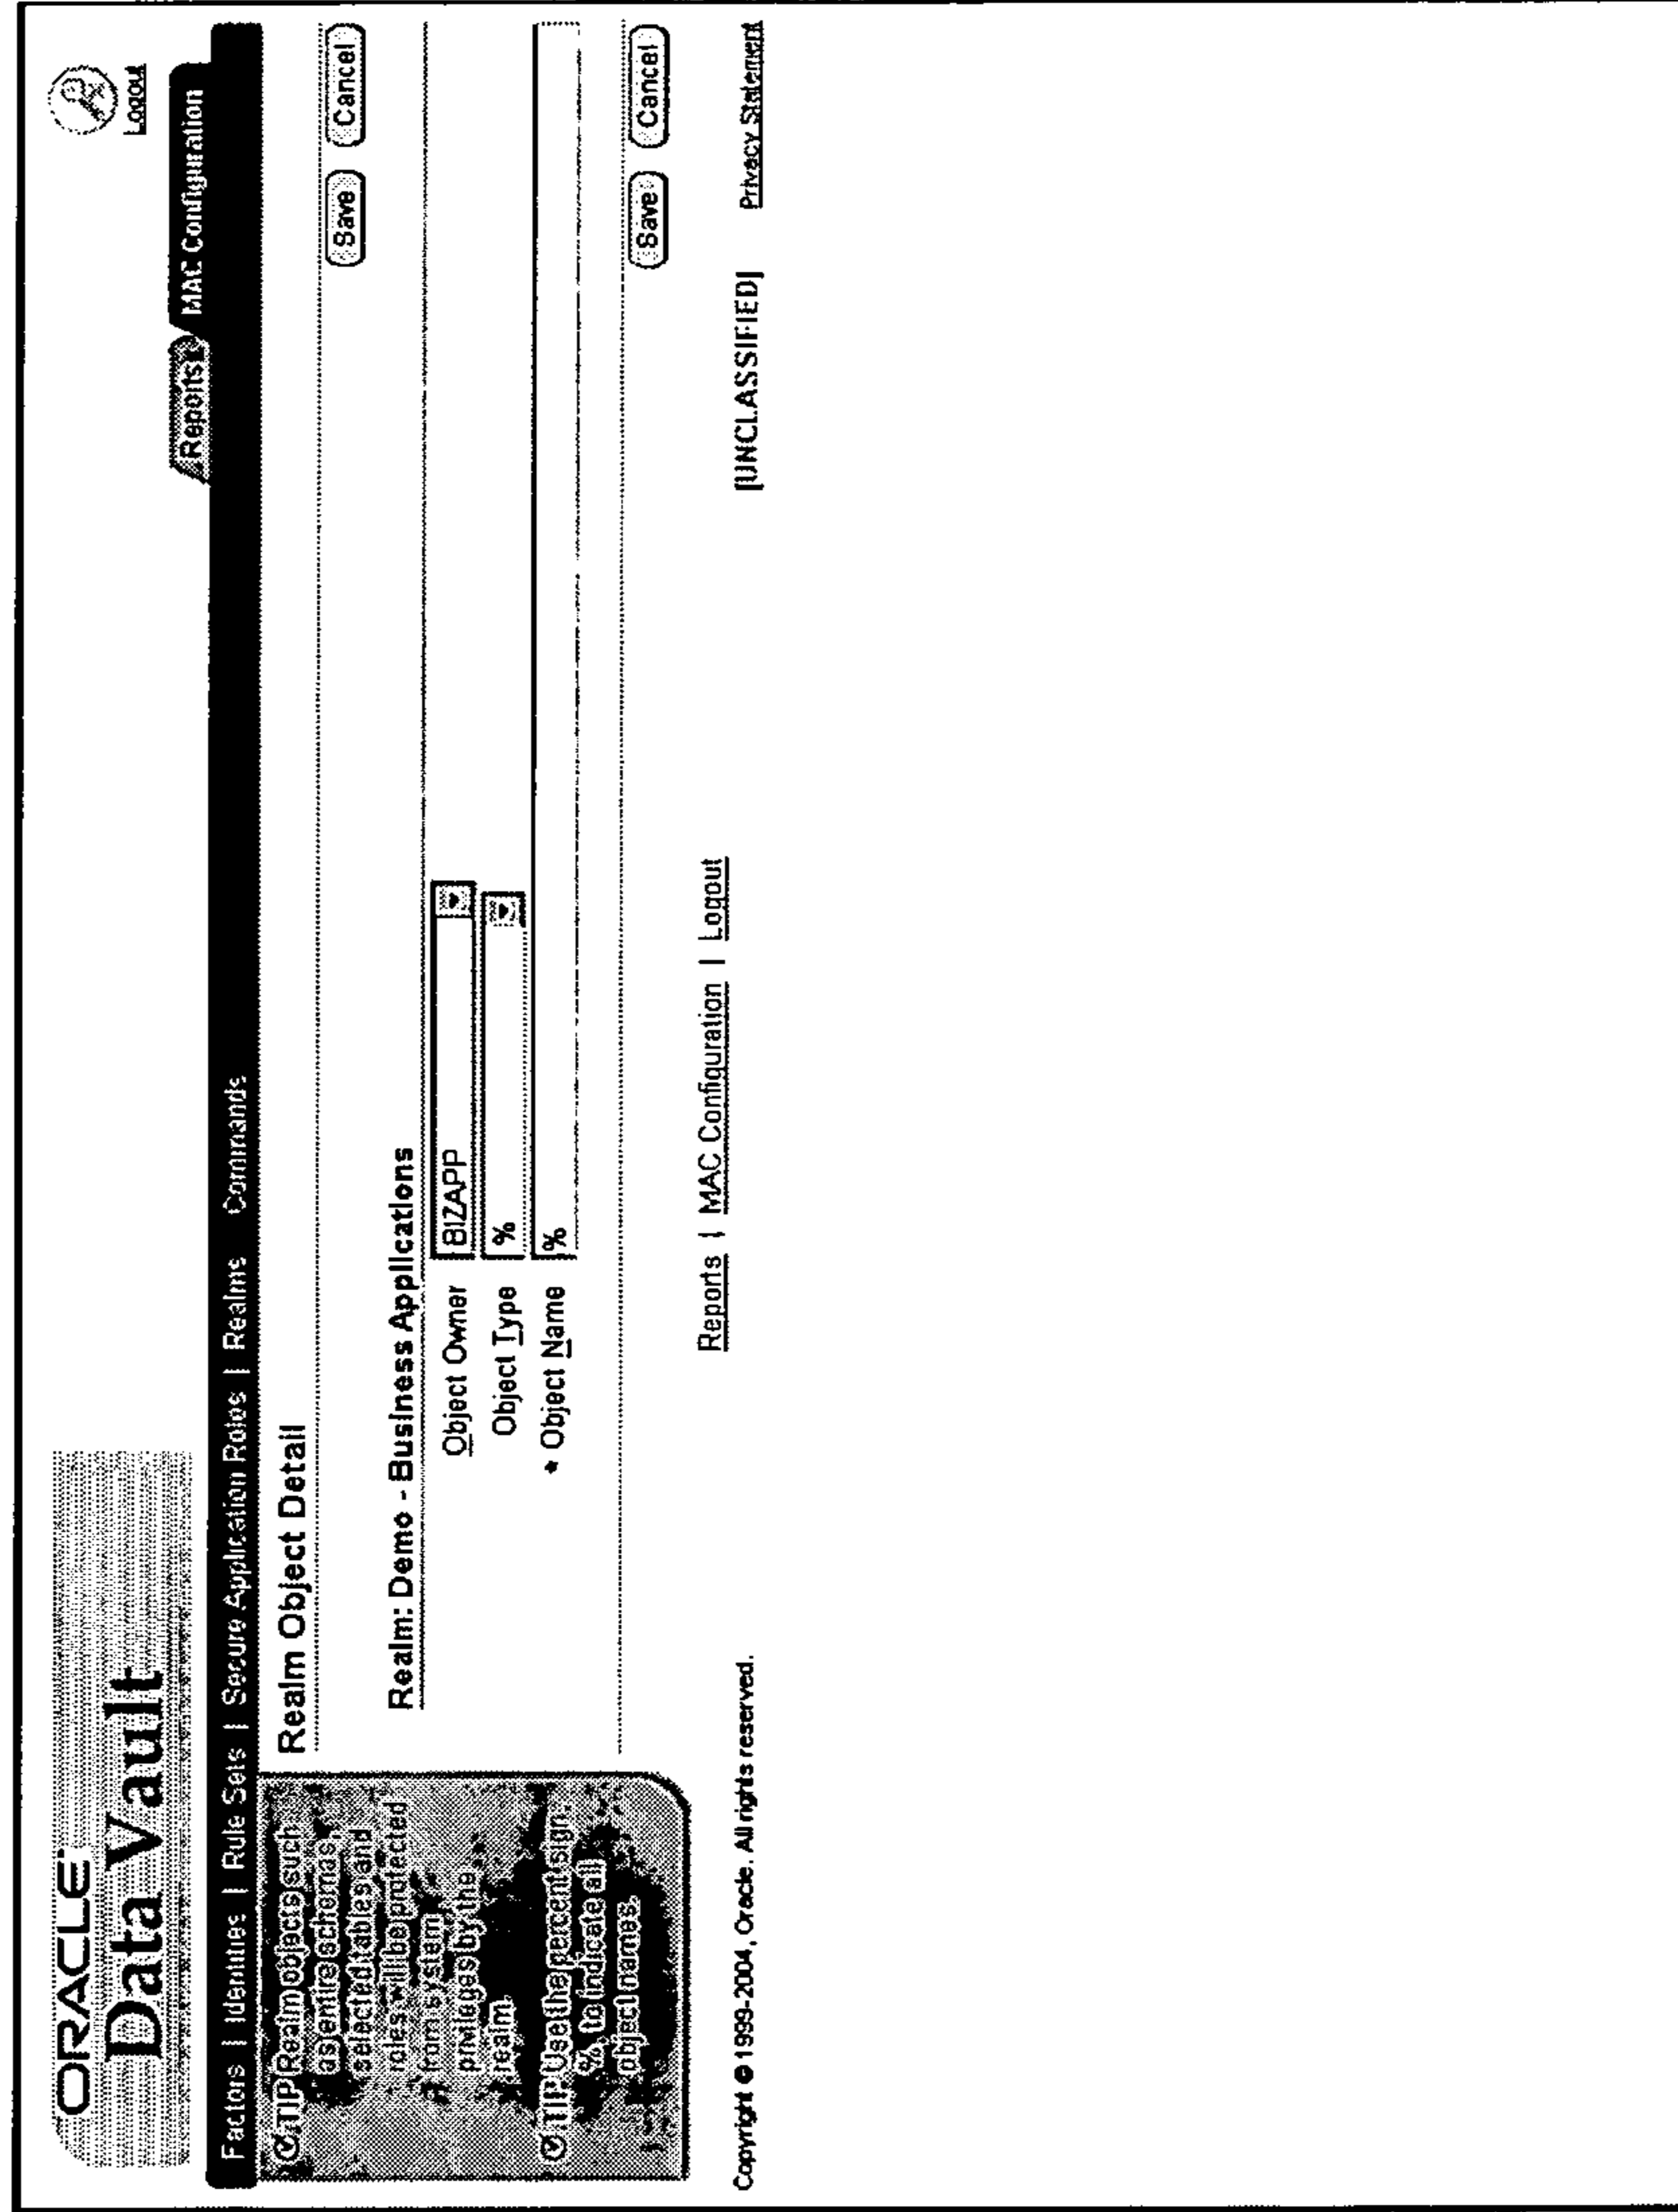 ORACLE
Data Vault
Logout
Reports
MAC Configuration
Factors | Identities | Rule Sets | Secure Application Roles | Realms Commands
TIP Realm objects such
as entire schemas,
selected tables and
roles will be protected
from system
privileges by the
realm.
TIP Use the percent sign,
%, to indicate all
object names.
Realm Object Detail
Save Cancel
Realm: Demo - Business Applications
Object Owner BIZAPP
Object Type %
* Object Name %
Save Cancel
Reports | MAC Configuration | Logout
Copyright © 1999-2004, Oracle. All rights reserved.
[UNCLASSIFIED]
Privacy Statement